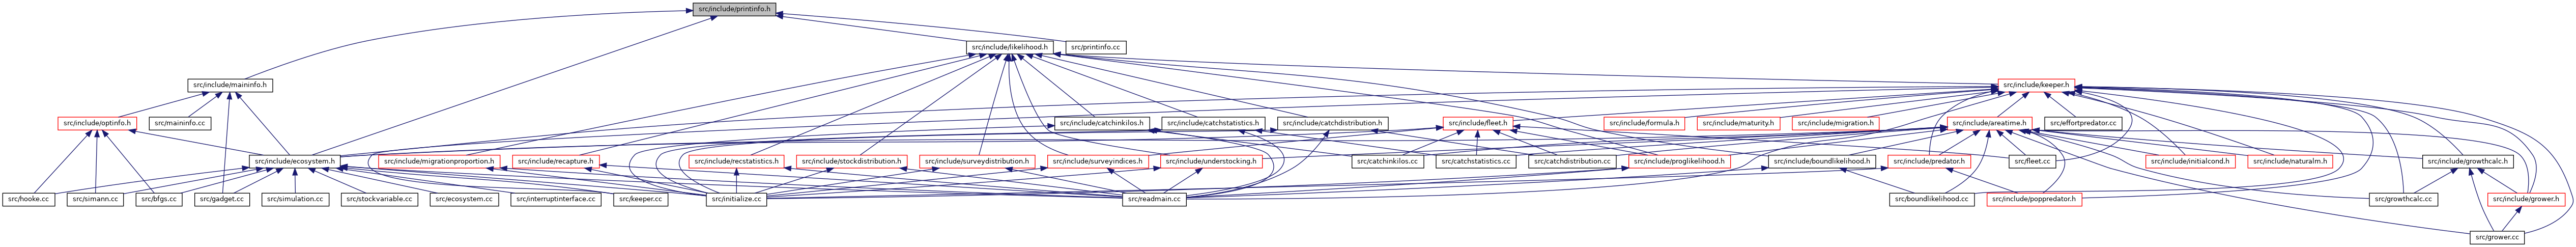 src/include/printinfo.h
src/include/likelihood.h
src/printinfo.cc
src/include/maininfo.h
src/include/keeper.h
src/include/optinfo.h
src/maininfo.cc
src/include/catchinkilos.h
src/include/catchstatistics.h
src/include/catchdistribution.h
src/include/fleet.h
src/include/formula.h
src/include/maturity.h
src/include/migration.h
src/include/areatime.h
src/effortpredator.cc
src/include/ecosystem.h
src/include/migrationproportion.h
src/include/recapture.h
src/include/recstatistics.h
src/include/stockdistribution.h
src/include/surveydistribution.h
src/include/surveyindices.h
src/include/understocking.h
src/catchinkilos.cc
src/catchstatistics.cc
src/catchdistribution.cc
src/include/proglikelihood.h
src/include/boundlikelihood.h
src/include/predator.h
src/fleet.cc
src/include/initialcond.h
src/include/naturalm.h
src/include/growthcalc.h
src/hooke.cc
src/simann.cc
src/bfgs.cc
src/gadget.cc
src/simulation.cc
src/stockvariable.cc
src/ecosystem.cc
src/interruptinterface.cc
src/keeper.cc
src/initialize.cc
src/readmain.cc
src/boundlikelihood.cc
src/include/poppredator.h
src/growthcalc.cc
src/include/grower.h
src/grower.cc